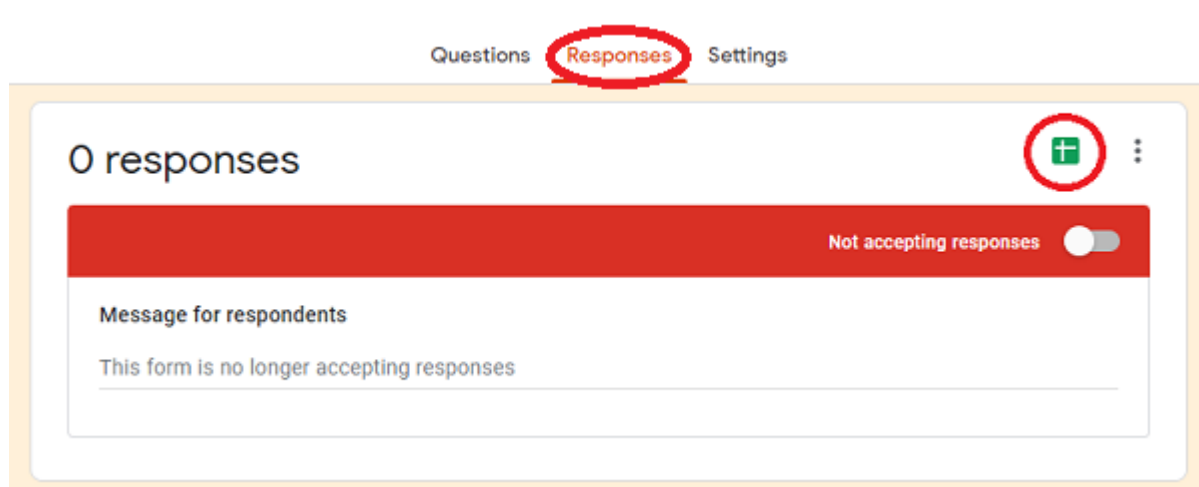 Questions Responses Settings
0 responses
Not accepting responses
Message for respondents
This form is no longer accepting responses